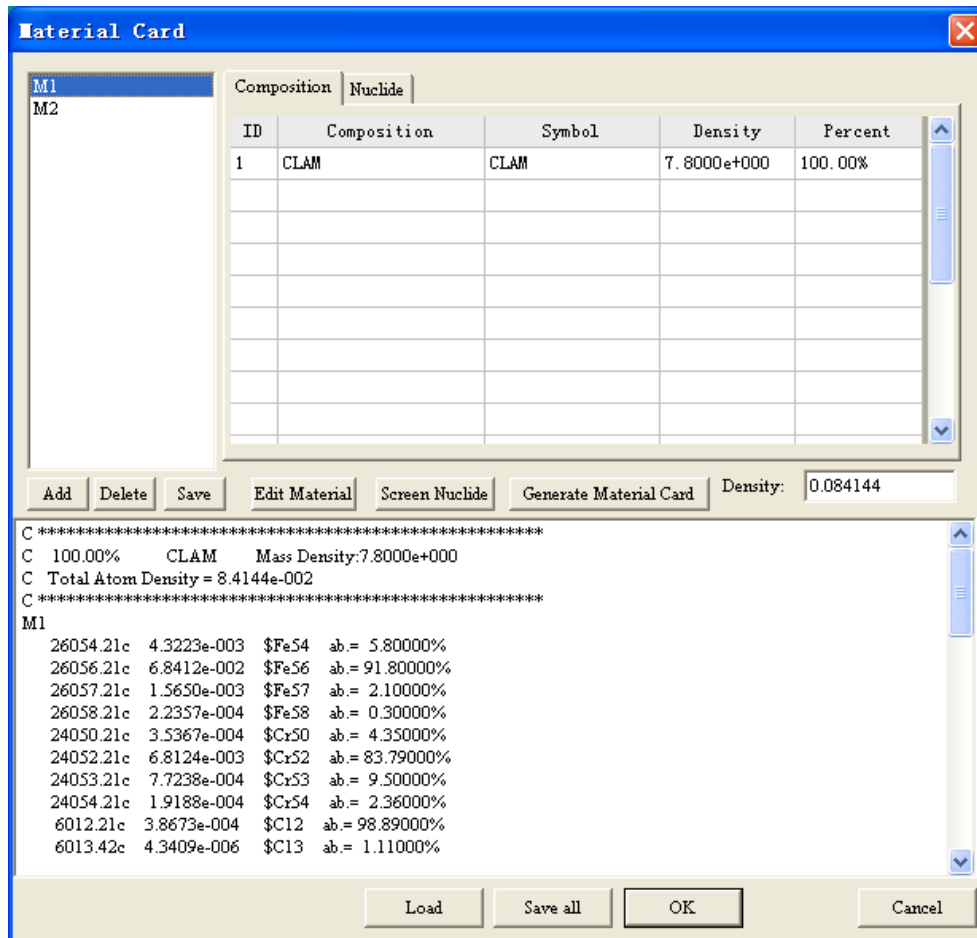 Material Card
M1
M2
Composition Nuclide
ID Composition Symbol Density Percent
1 CLAM CLAM 7.8000e+000 100.00%
Add Delete Save Edit Material Screen Nuclide Generate Material Card Density: 0.084144
C *****************************************************
C 100.00% CLAM Mass Density:7.8000e+000
C Total Atom Density = 8.4144e-002
C *****************************************************
M1
26054.21c 4.3223e-003 $Fe54 ab.= 5.80000%
26056.21c 6.8412e-002 $Fe56 ab.= 91.80000%
26057.21c 1.5650e-003 $Fe57 ab.= 2.10000%
26058.21c 2.2357e-004 $Fe58 ab.= 0.30000%
24050.21c 3.5367e-004 $Cr50 ab.= 4.35000%
24052.21c 6.8124e-003 $Cr52 ab.= 83.79000%
24053.21c 7.7238e-004 $Cr53 ab.= 9.50000%
24054.21c 1.9188e-004 $Cr54 ab.= 2.36000%
6012.21c 3.8673e-004 $C12 ab.= 98.89000%
6013.42c 4.3409e-006 $C13 ab.= 1.11000%
Load Save all OK Cancel